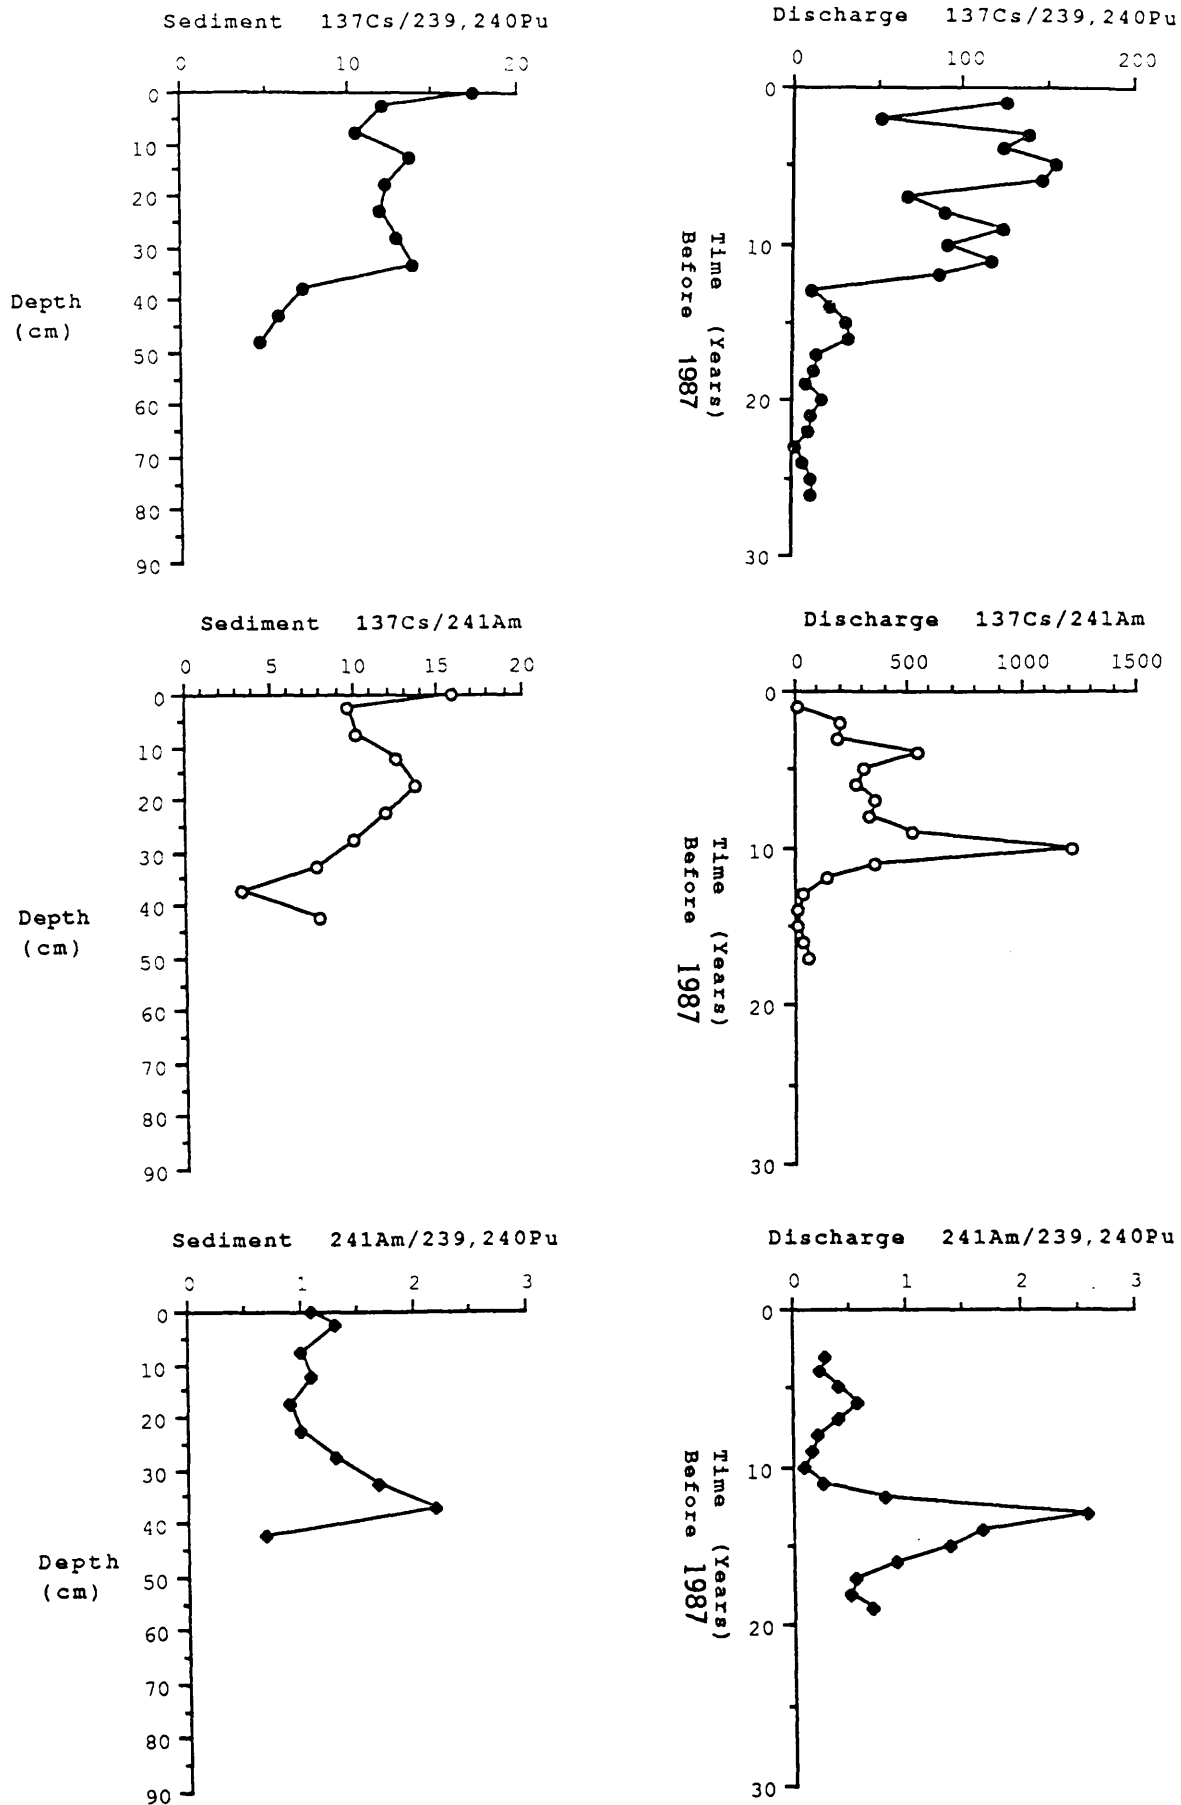 Sediment 137Cs/239,240Pu
0 10 20
0
10
20
30
40
50
60
70
80
90
Depth
(cm)
Discharge 137Cs/239,240Pu
0 100 200
0
10
20
30
Time (Years)
Before 1987
Sediment 137Cs/241Am
0 5 10 15 20
0
10
20
30
40
50
60
70
80
90
Depth
(cm)
Discharge 137Cs/241Am
0 500 1000 1500
0
10
20
30
Time (Years)
Before 1987
Sediment 241Am/239,240Pu
0 1 2 3
0
10
20
30
40
50
60
70
80
90
Depth
(cm)
Discharge 241Am/239,240Pu
0 1 2 3
0
10
20
30
Time (Years)
Before 1987